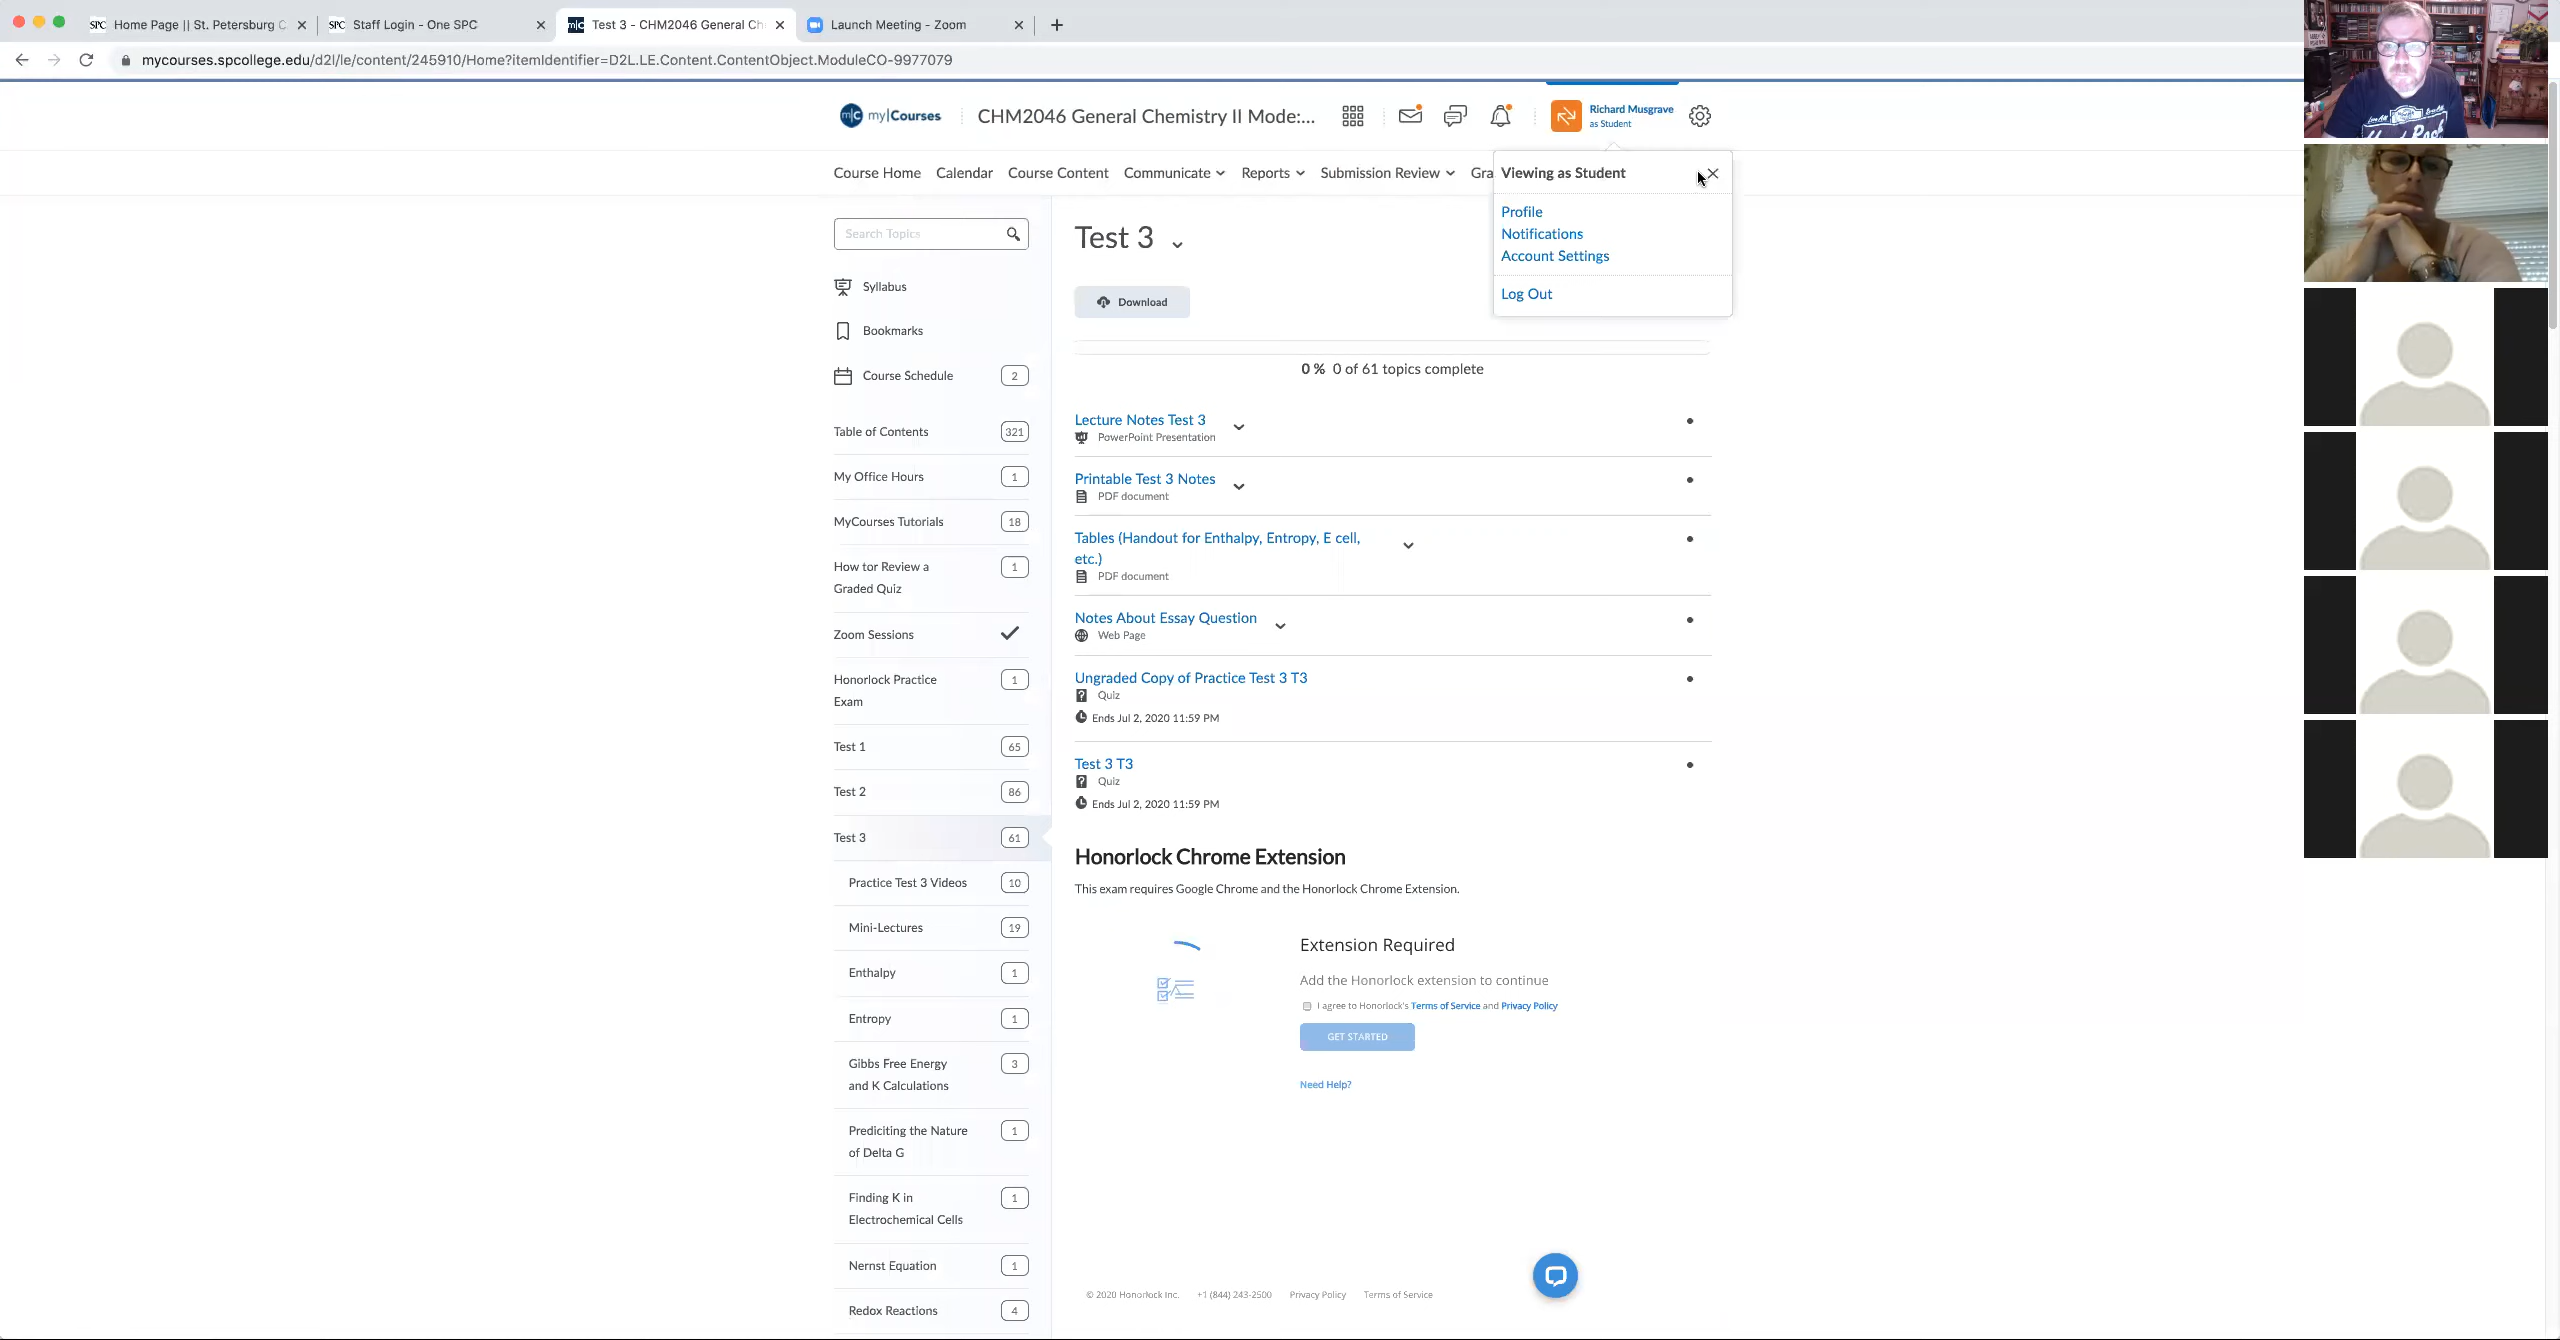 SPC Home Page || St. Petersburg C
SPC Staff Login - One SPC
m|c Test 3 - CHM2046 General Ch
Launch Meeting - Zoom
mycourses.spcollege.edu/d2l/le/content/245910/Home?itemIdentifier=D2L.LE.Content.ContentObject.ModuleCO-9977079
m|c my|Courses
CHM2046 General Chemistry II Mode:...
Richard Musgrave
as Student
Course Home Calendar Course Content Communicate Reports Submission Review Gra
Viewing as Student
Profile
Notifications
Account Settings
Log Out
Search Topics
Syllabus
Bookmarks
Course Schedule 2
Table of Contents 321
My Office Hours 1
MyCourses Tutorials 18
How tor Review a 1
Graded Quiz
Zoom Sessions
Honorlock Practice 1
Exam
Test 1 65
Test 2 86
Test 3 61
Practice Test 3 Videos 10
Mini-Lectures 19
Enthalpy 1
Entropy 1
Gibbs Free Energy 3
and K Calculations
Prediciting the Nature 1
of Delta G
Finding K in 1
Electrochemical Cells
Nernst Equation 1
Redox Reactions 4
Test 3
Download
0 % 0 of 61 topics complete
Lecture Notes Test 3
PowerPoint Presentation
Printable Test 3 Notes
PDF document
Tables (Handout for Enthalpy, Entropy, E cell,
etc.)
PDF document
Notes About Essay Question
Web Page
Ungraded Copy of Practice Test 3 T3
Quiz
Ends Jul 2, 2020 11:59 PM
Test 3 T3
Quiz
Ends Jul 2, 2020 11:59 PM
Honorlock Chrome Extension
This exam requires Google Chrome and the Honorlock Chrome Extension.
Extension Required
Add the Honorlock extension to continue
I agree to Honorlock's Terms of Service and Privacy Policy
GET STARTED
Need Help?
© 2020 Honorlock Inc. +1 (844) 243-2500 Privacy Policy Terms of Service